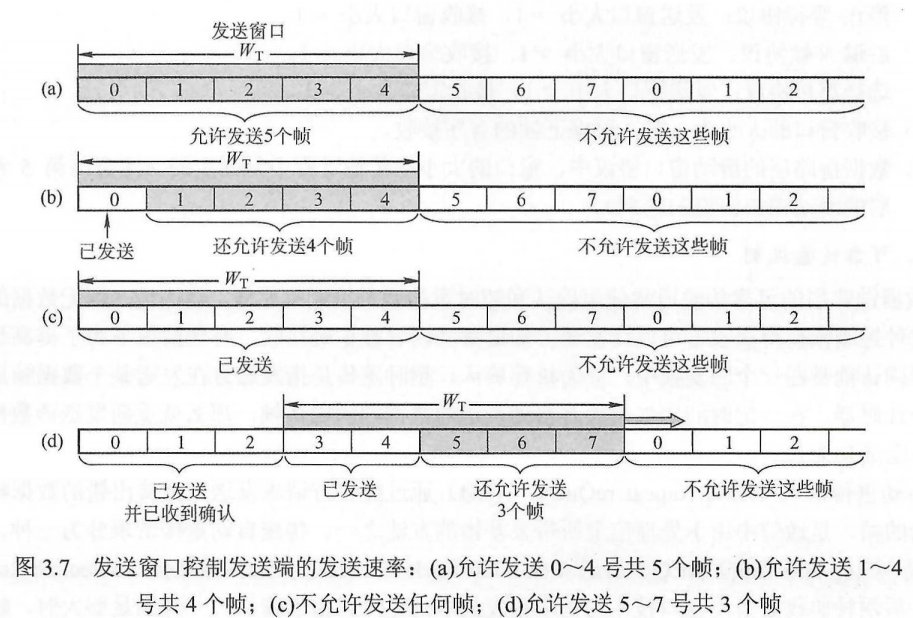 发送窗口
W_T
(a) 0 1 2 3 4 5 6 7 0 1 2
允许发送5个帧 不允许发送这些帧
W_T
(b) 0 1 2 3 4 5 6 7 0 1 2
已发送 还允许发送4个帧 不允许发送这些帧
W_T
(c) 0 1 2 3 4 5 6 7 0 1 2
已发送 不允许发送这些帧
W_T
(d) 0 1 2 3 4 5 6 7 0 1 2
已发送 已发送 还允许发送 不允许发送这些帧
并已收到确认 3个帧
图 3.7 发送窗口控制发送端的发送速率:(a)允许发送 0~4 号共 5 个帧;(b)允许发送 1~4
号共 4 个帧;(c)不允许发送任何帧;(d)允许发送 5~7 号共 3 个帧